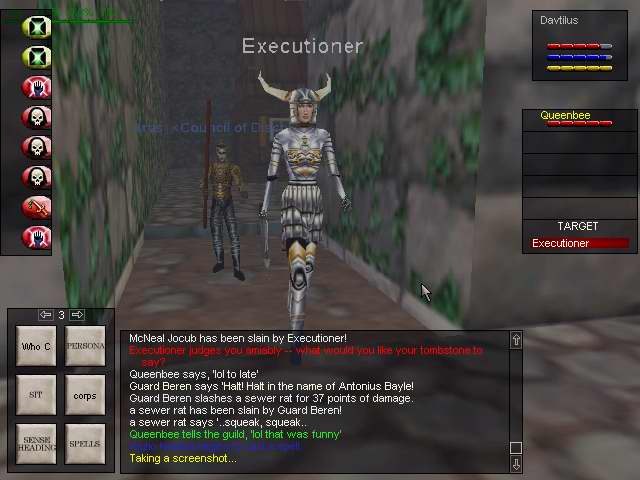 Executioner
Davtilus
Queenbee
TARGET
Executioner
3
Who C
PERSONA
SIT
corps
SENSE
HEADING
SPELLS
McNeal Jocub has been slain by Executioner!
Executioner judges you amiably -- what would you like your tombstone to
say?
Queenbee says, 'lol to late'
Guard Beren says 'Halt! Halt in the name of Antonius Bayle!
Guard Beren slashes a sewer rat for 37 points of damage.
a sewer rat has been slain by Guard Beren!
a sewer rat says '..squeak, squeak..
Queenbee tells the guild, 'lol that was funny'
Taking a screenshot...